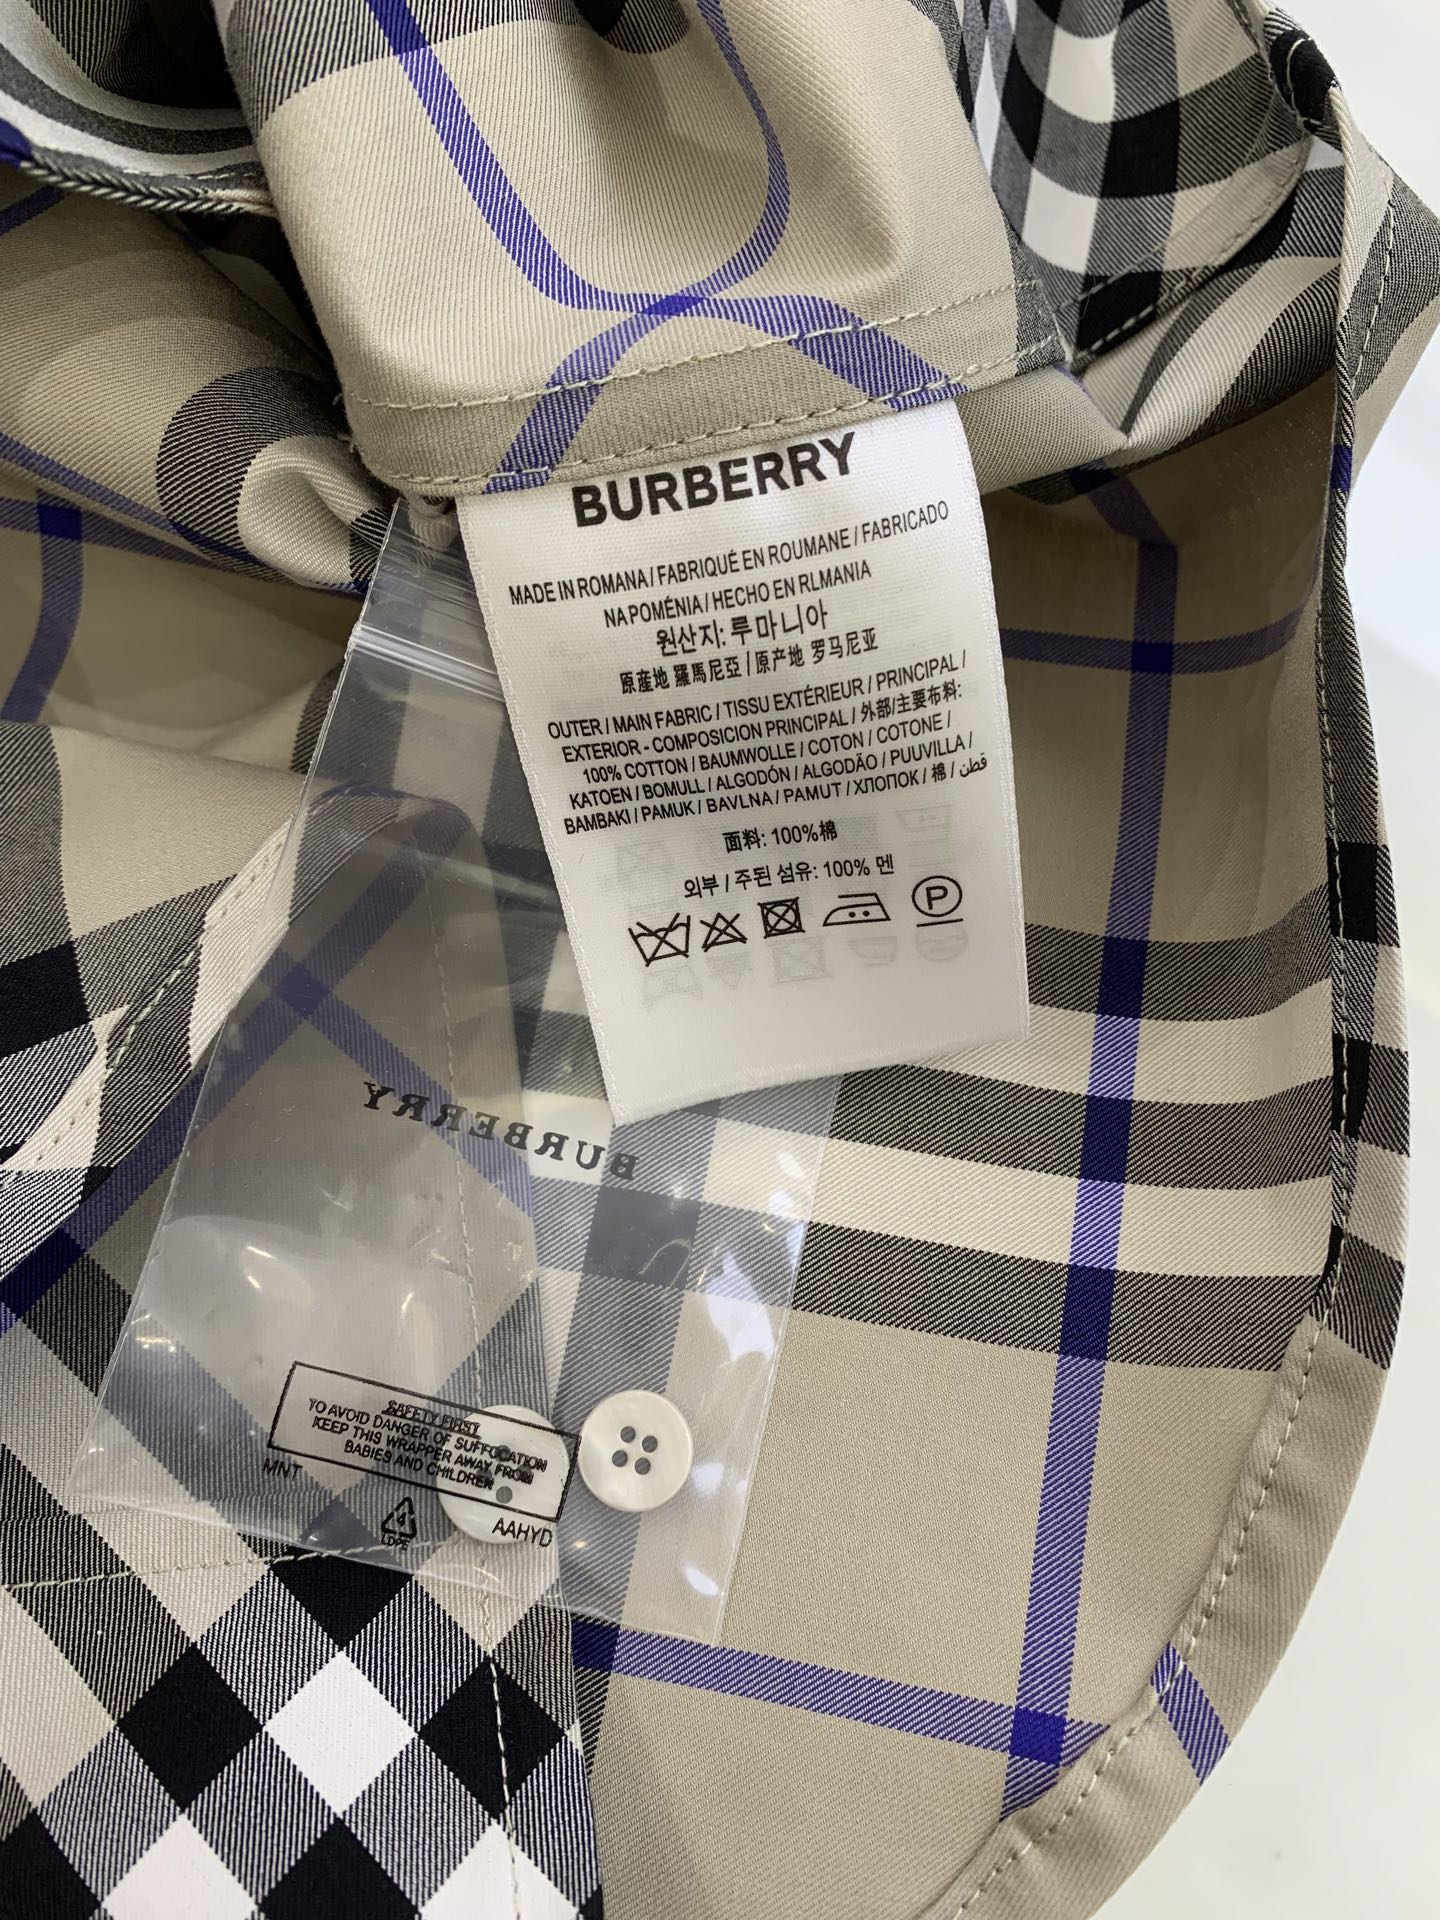 BURBERRY
MADE IN ROMANA / FABRIQUÉ EN ROUMANE / FABRICADO
NA POMÉNIA / HECHO EN RLMANIA
원산지: 루마니아
原産地 羅馬尼亞 / 原产地 罗马尼亚
OUTER / MAIN FABRIC / TISSU EXTÉRIEUR / PRINCIPAL /
EXTERIOR - COMPOSICION PRINCIPAL / 外部/主要布料:
100% COTTON / BAUMWOLLE / COTON / COTONE /
KATOEN / BOMULL / ALGODÓN / ALGODÃO / PUUVILLA /
BAMBAKI / PAMUK / BAVLNA / PAMUT / ХЛОПОК / 棉 / قطن
面料: 100%棉
외부 / 주된 섬유: 100% 멘
P
BURBERRY
SAFETY FIRST
TO AVOID DANGER OF SUFFOCATION
KEEP THIS WRAPPER AWAY FROM
BABIES AND CHILDREN
MNT
4
LDPE
AAHYD